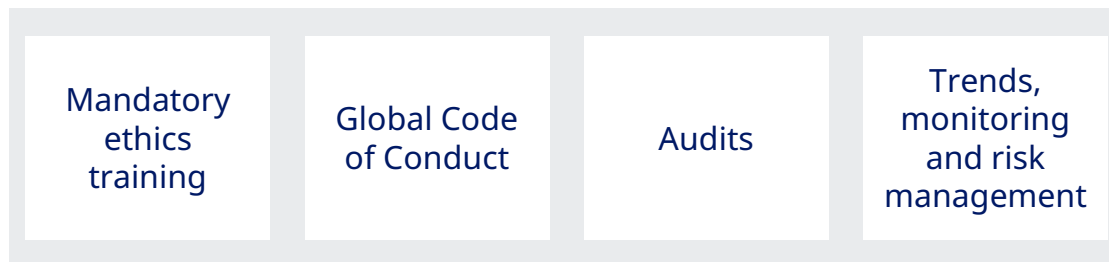 Mandatory
ethics
training
Global Code
of Conduct
Audits
Trends,
monitoring
and risk
management